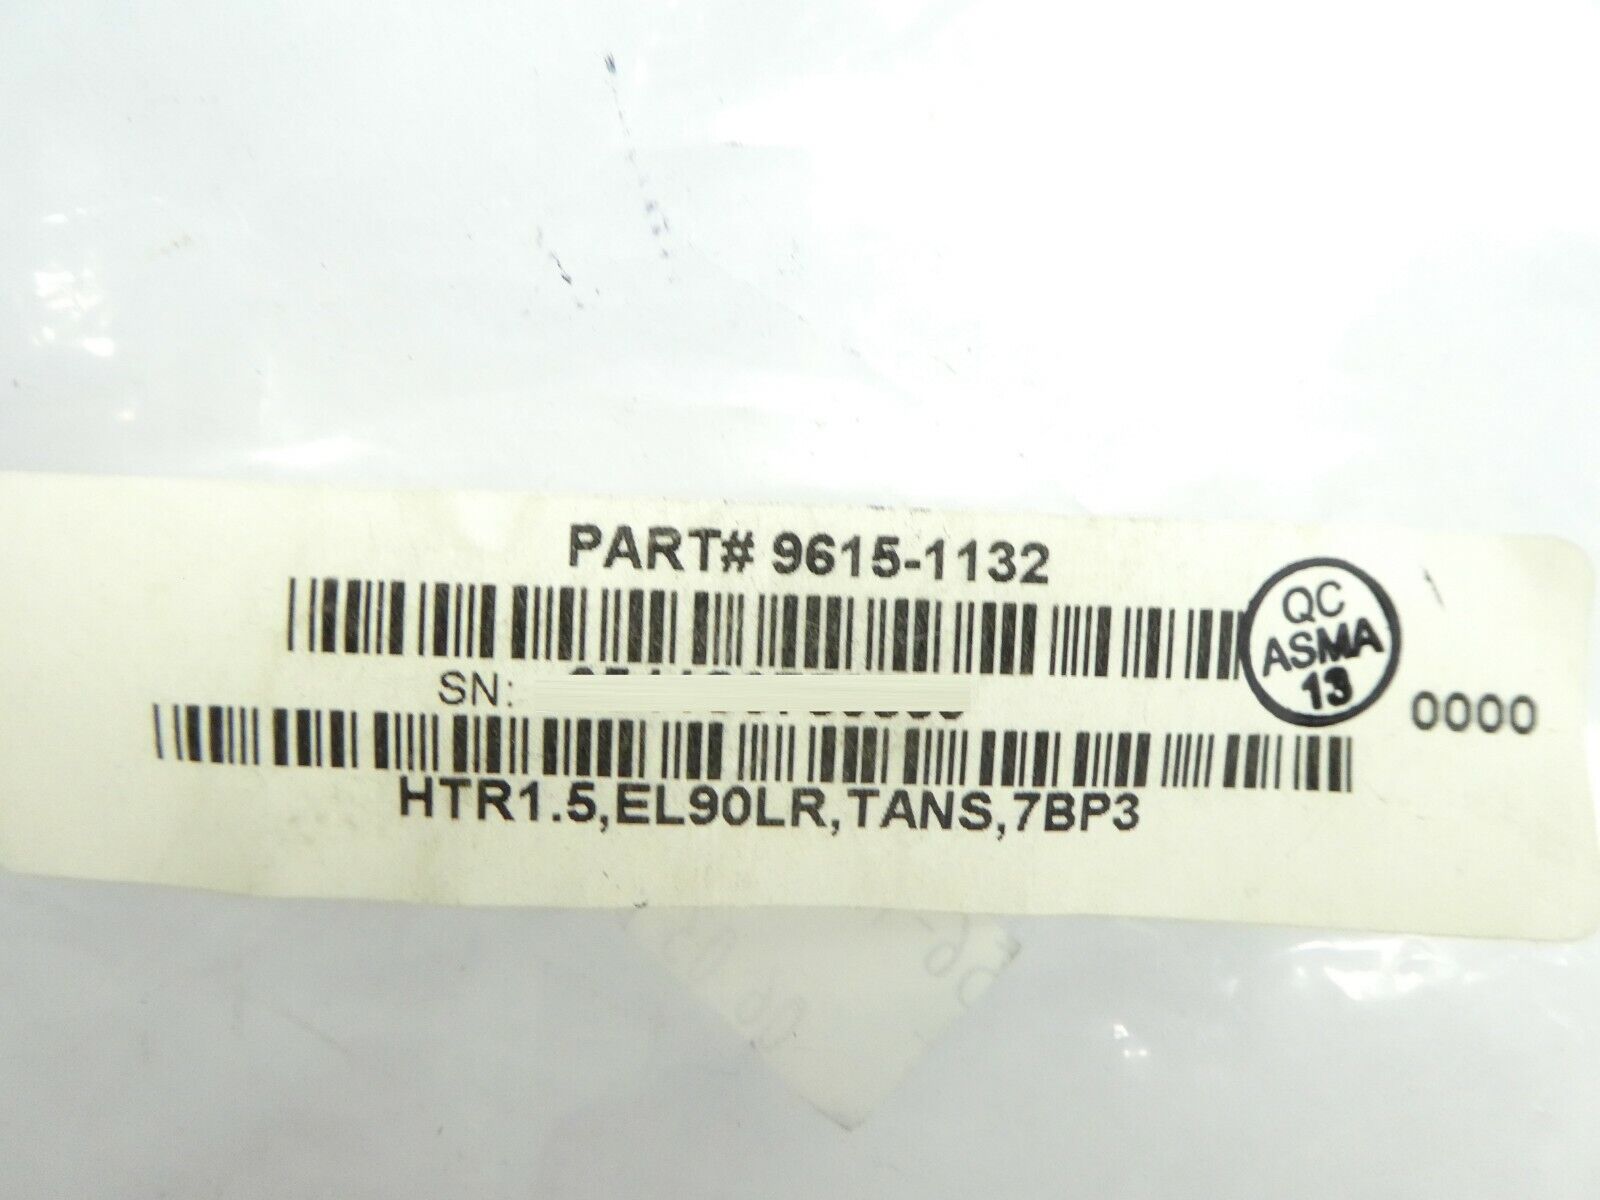 PART# 9615-1132
QC
ASMA
13
SN:
0000
HTR1.5,EL90LR,TANS,7BP3